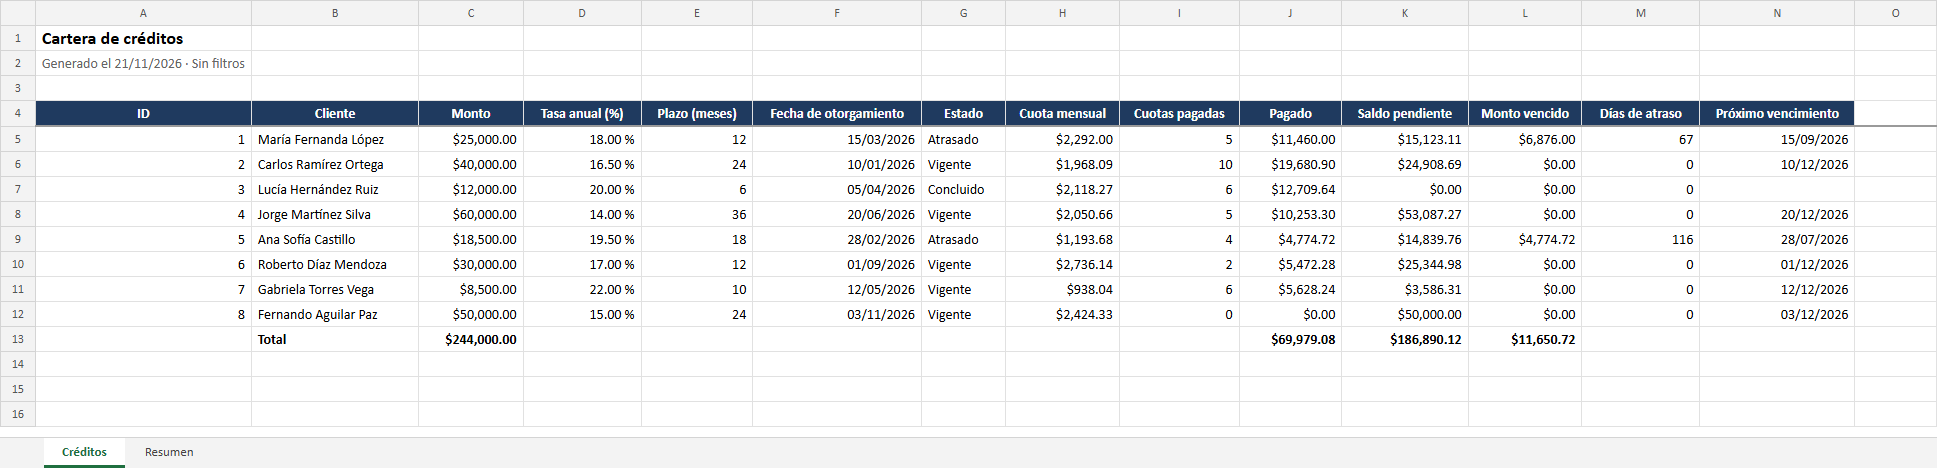 A B C D E F G H I J K L M N O
1 Cartera de créditos
2 Generado el 21/11/2026 · Sin filtros
3
4 ID Cliente Monto Tasa anual (%) Plazo (meses) Fecha de otorgamiento Estado Cuota mensual Cuotas pagadas Pagado Saldo pendiente Monto vencido Días de atraso Próximo vencimiento
5 1 María Fernanda López $25,000.00 18.00 % 12 15/03/2026 Atrasado $2,292.00 5 $11,460.00 $15,123.11 $6,876.00 67 15/09/2026
6 2 Carlos Ramírez Ortega $40,000.00 16.50 % 24 10/01/2026 Vigente $1,968.09 10 $19,680.90 $24,908.69 $0.00 0 10/12/2026
7 3 Lucía Hernández Ruiz $12,000.00 20.00 % 6 05/04/2026 Concluido $2,118.27 6 $12,709.64 $0.00 $0.00 0
8 4 Jorge Martínez Silva $60,000.00 14.00 % 36 20/06/2026 Vigente $2,050.66 5 $10,253.30 $53,087.27 $0.00 0 20/12/2026
9 5 Ana Sofía Castillo $18,500.00 19.50 % 18 28/02/2026 Atrasado $1,193.68 4 $4,774.72 $14,839.76 $4,774.72 116 28/07/2026
10 6 Roberto Díaz Mendoza $30,000.00 17.00 % 12 01/09/2026 Vigente $2,736.14 2 $5,472.28 $25,344.98 $0.00 0 01/12/2026
11 7 Gabriela Torres Vega $8,500.00 22.00 % 10 12/05/2026 Vigente $938.04 6 $5,628.24 $3,586.31 $0.00 0 12/12/2026
12 8 Fernando Aguilar Paz $50,000.00 15.00 % 24 03/11/2026 Vigente $2,424.33 0 $0.00 $50,000.00 $0.00 0 03/12/2026
13 Total $244,000.00 $69,979.08 $186,890.12 $11,650.72
14
15
16
Créditos Resumen